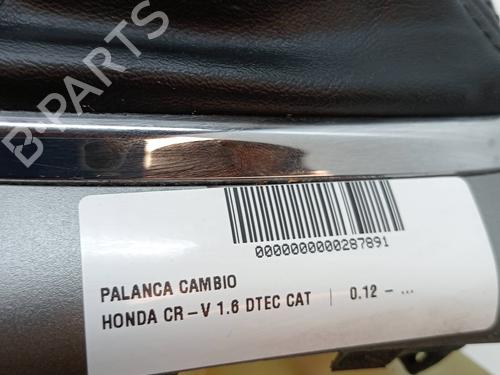 B-PARTS
0000000000287891
PALANCA CAMBIO
HONDA CR-V 1.6 DTEC CAT | 0.12 - ...